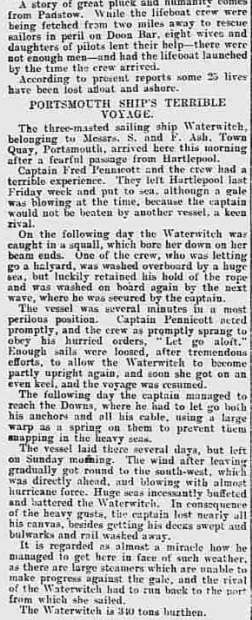 A story of great pluck and humanity comes
from Padstow. While the lifeboat crew were
being fetched from two miles away to rescue
sailors in peril on Doon Bar, eight wives and
daughters of pilots lent their help—there were
not enough men—and had the lifeboat launched
by the time the crew arrived.
According to present reports some 25 lives
have been lost afloat and ashore.
PORTSMOUTH SHIP'S TERRIBLE
VOYAGE.
The three-masted sailing ship Waterwitch,
belonging to Messrs. S. and F. Ash, Town
Quay, Portsmouth, arrived here this morning
after a fearful passage from Hartlepool.
Captain Fred Pennicott and the crew had a
terrible experience. They left Hartlepool last
Friday week and put to sea, although a gale
was blowing at the time, because the captain
would not be beaten by another vessel, a keen
rival.
On the following day the Waterwitch was
caught in a squall, which bore her down on her
beam ends. One of the crew, who was letting
go a halyard, was washed overboard by a huge
sea, but luckily retained his hold of the rope
and was washed on board again by the next
wave, where he was secured by the captain.
The vessel was several minutes in a most
perilous position. Captain Pennicott acted
promptly, and the crew as promptly sprang to
obey his hurried orders, "Let go aloft."
Enough sails were loosed, after tremendous
efforts, to allow the Waterwitch to become
partly upright again, and soon she got on an
even keel, and the voyage was resumed.
The following day the captain managed to
reach the Downs, where he had to let go both
his anchors and all his cable, using a large
warp as a spring on them to prevent them
snapping in the heavy seas.
The vessel laid there several days, but left
on Sunday morning. The wind after leaving
gradually got round to the south-west, which
was directly ahead, and blowing with almost
hurricane force. Huge seas incessantly buffeted
and battered the Waterwitch. In consequence
of the heavy gusts, the captain lost nearly all
his canvas, besides getting his decks swept and
bulwarks and rail washed away.
It is regarded as almost a miracle how he
managed to get here in face of such weather,
as there are large steamers which are unable to
make progress against the gale, and the rival
of the Waterwitch had to run back to the port
from which she sailed.
The Waterwitch is 340 tons burthen.